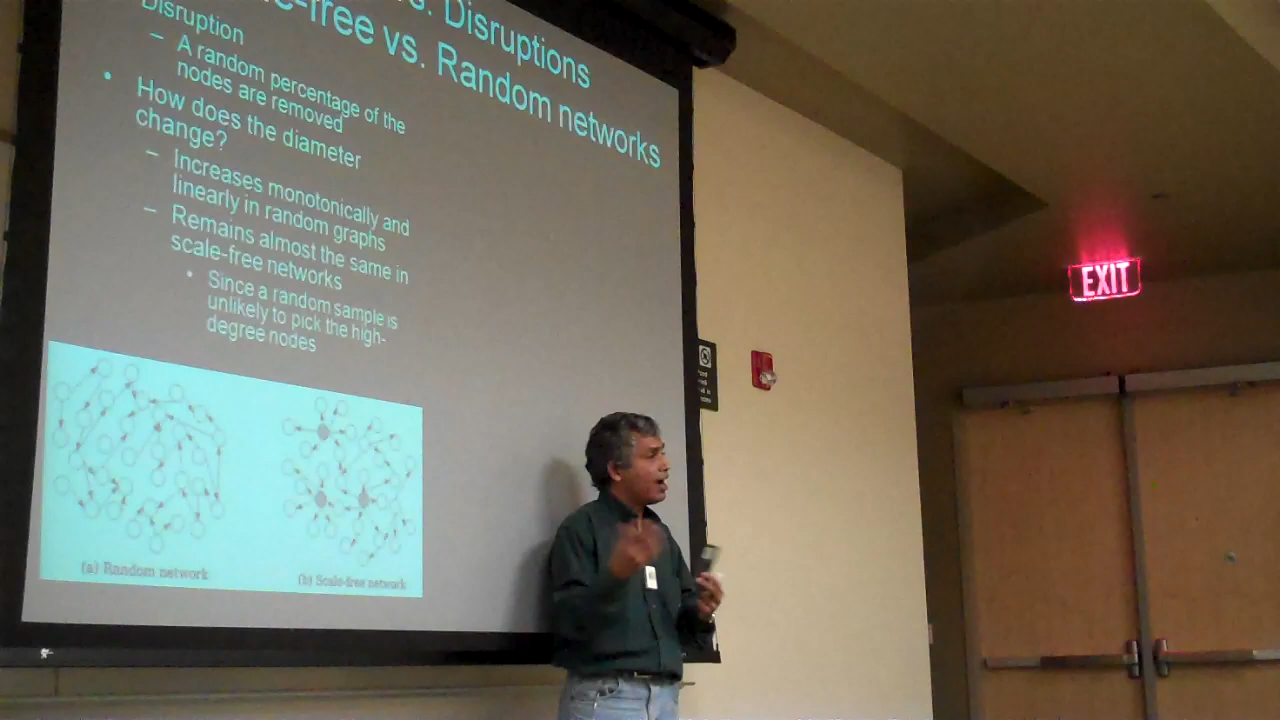 Disruptions
-free vs. Random networks
Disruption
– A random percentage of the
nodes are removed
• How does the diameter
change?
– Increases monotonically and
linearly in random graphs
– Remains almost the same in
scale-free networks
• Since a random sample is
unlikely to pick the high-
degree nodes
(a) Random network
(b) Scale-free network
EXIT